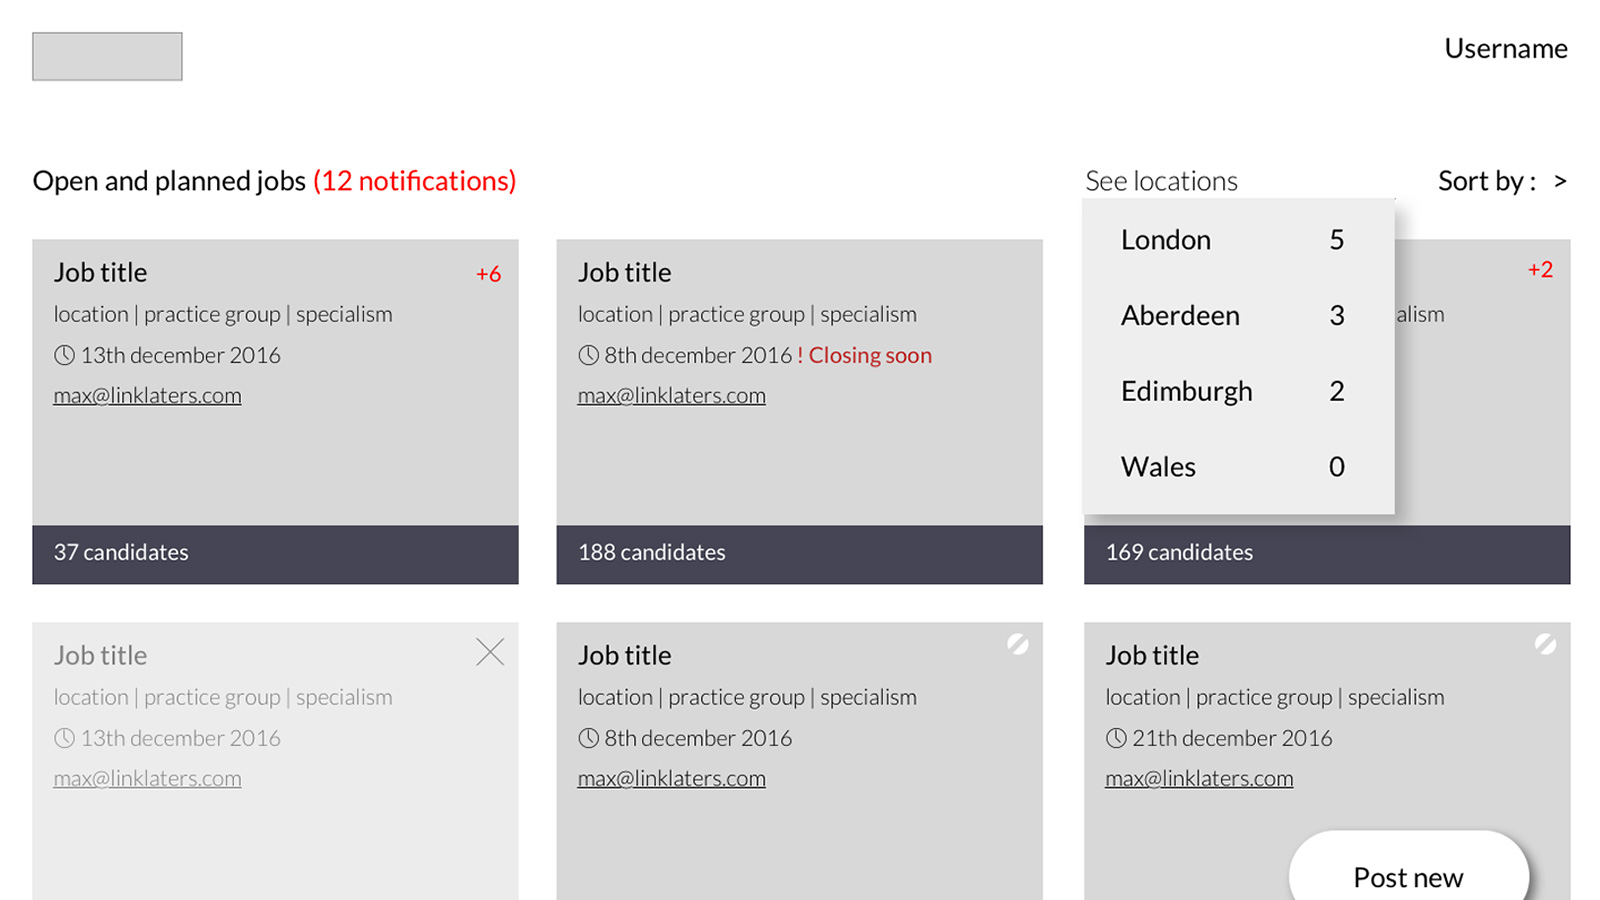 Username
Open and planned jobs (12 notifications)
See locations
Sort by : >
London 5
Aberdeen 3
Edimburgh 2
Wales 0
Job title
+6
location | practice group | specialism
13th december 2016
max@linklaters.com
37 candidates
Job title
location | practice group | specialism
8th december 2016 ! Closing soon
max@linklaters.com
188 candidates
+2
alism
169 candidates
Job title
location | practice group | specialism
13th december 2016
max@linklaters.com
Job title
location | practice group | specialism
8th december 2016
max@linklaters.com
Job title
location | practice group | specialism
21th december 2016
max@linklaters.com
Post new